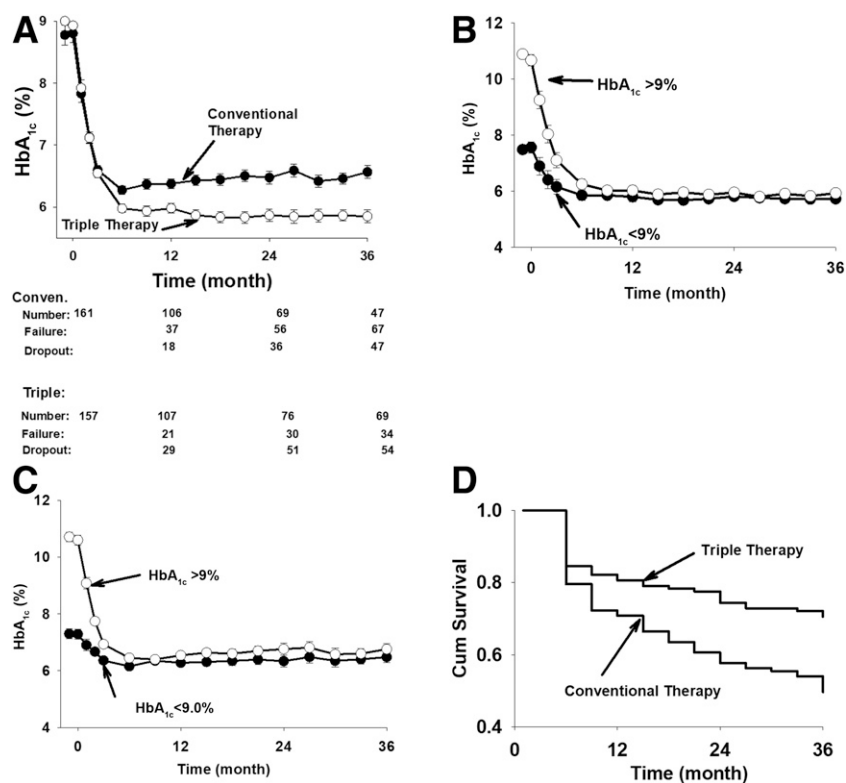 A
HbA1c (%)
9
8
7
6
Conventional
Therapy
Triple Therapy
0 12 24 36
Time (month)
Conven.
Number: 161 106 69 47
Failure: 37 56 67
Dropout: 18 36 47
Triple:
Number: 157 107 76 69
Failure: 21 30 34
Dropout: 29 51 54
B
HbA1c (%)
12
10
8
6
4
HbA1c >9%
HbA1c<9%
0 12 24 36
Time (month)
C
HbA1c (%)
12
10
8
6
4
HbA1c >9%
HbA1c<9.0%
0 12 24 36
Time (month)
D
Cum Survival
1.0
0.8
0.6
0.4
Triple Therapy
Conventional Therapy
0 12 24 36
Time (month)